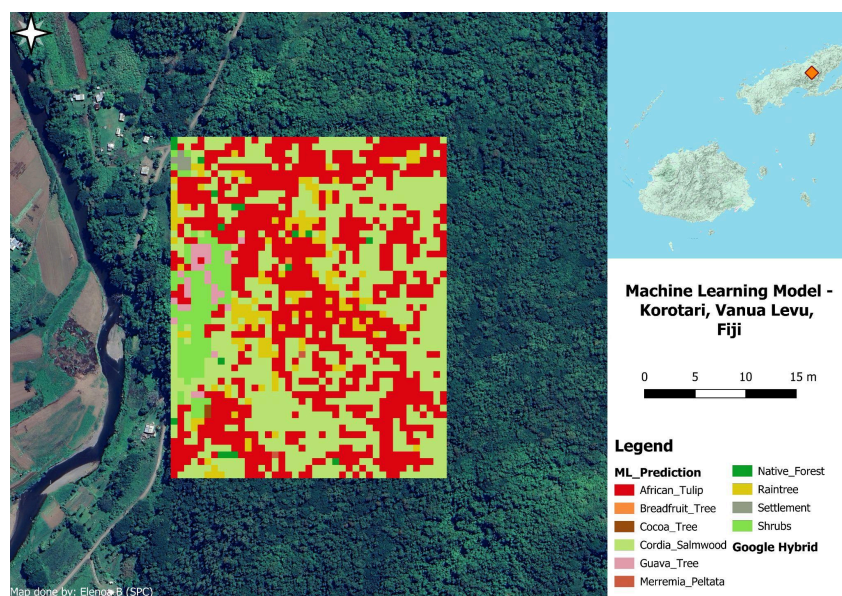 Machine Learning Model -
Korotari, Vanua Levu,
Fiji
0 5 10 15 m
Legend
ML_Prediction
African_Tulip
Breadfruit_Tree
Cocoa_Tree
Cordia_Salmwood
Guava_Tree
Merremia_Peltata
Native_Forest
Raintree
Settlement
Shrubs
Google Hybrid
Map done by: Elenoa B (SPC)